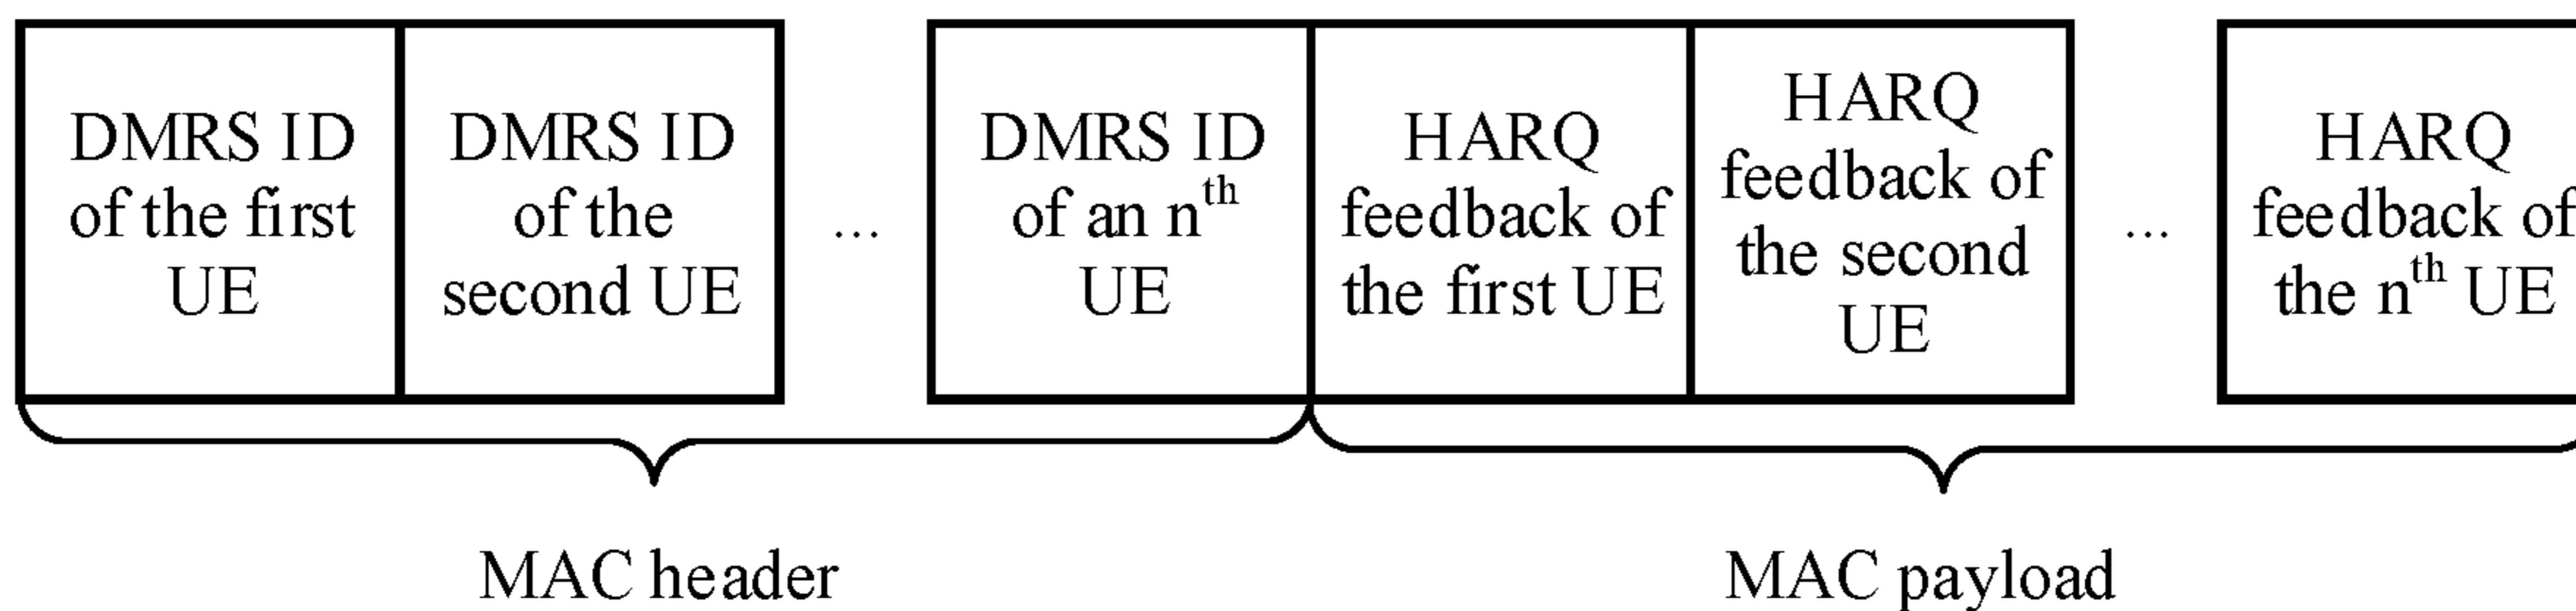 DMRS ID
of the first
UE
DMRS ID
of the
second UE
...
DMRS ID
of an nth
UE
HARQ
feedback of
the first UE
HARQ
feedback of
the second
UE
...
HARQ
feedback of
the nth UE
MAC header
MAC payload